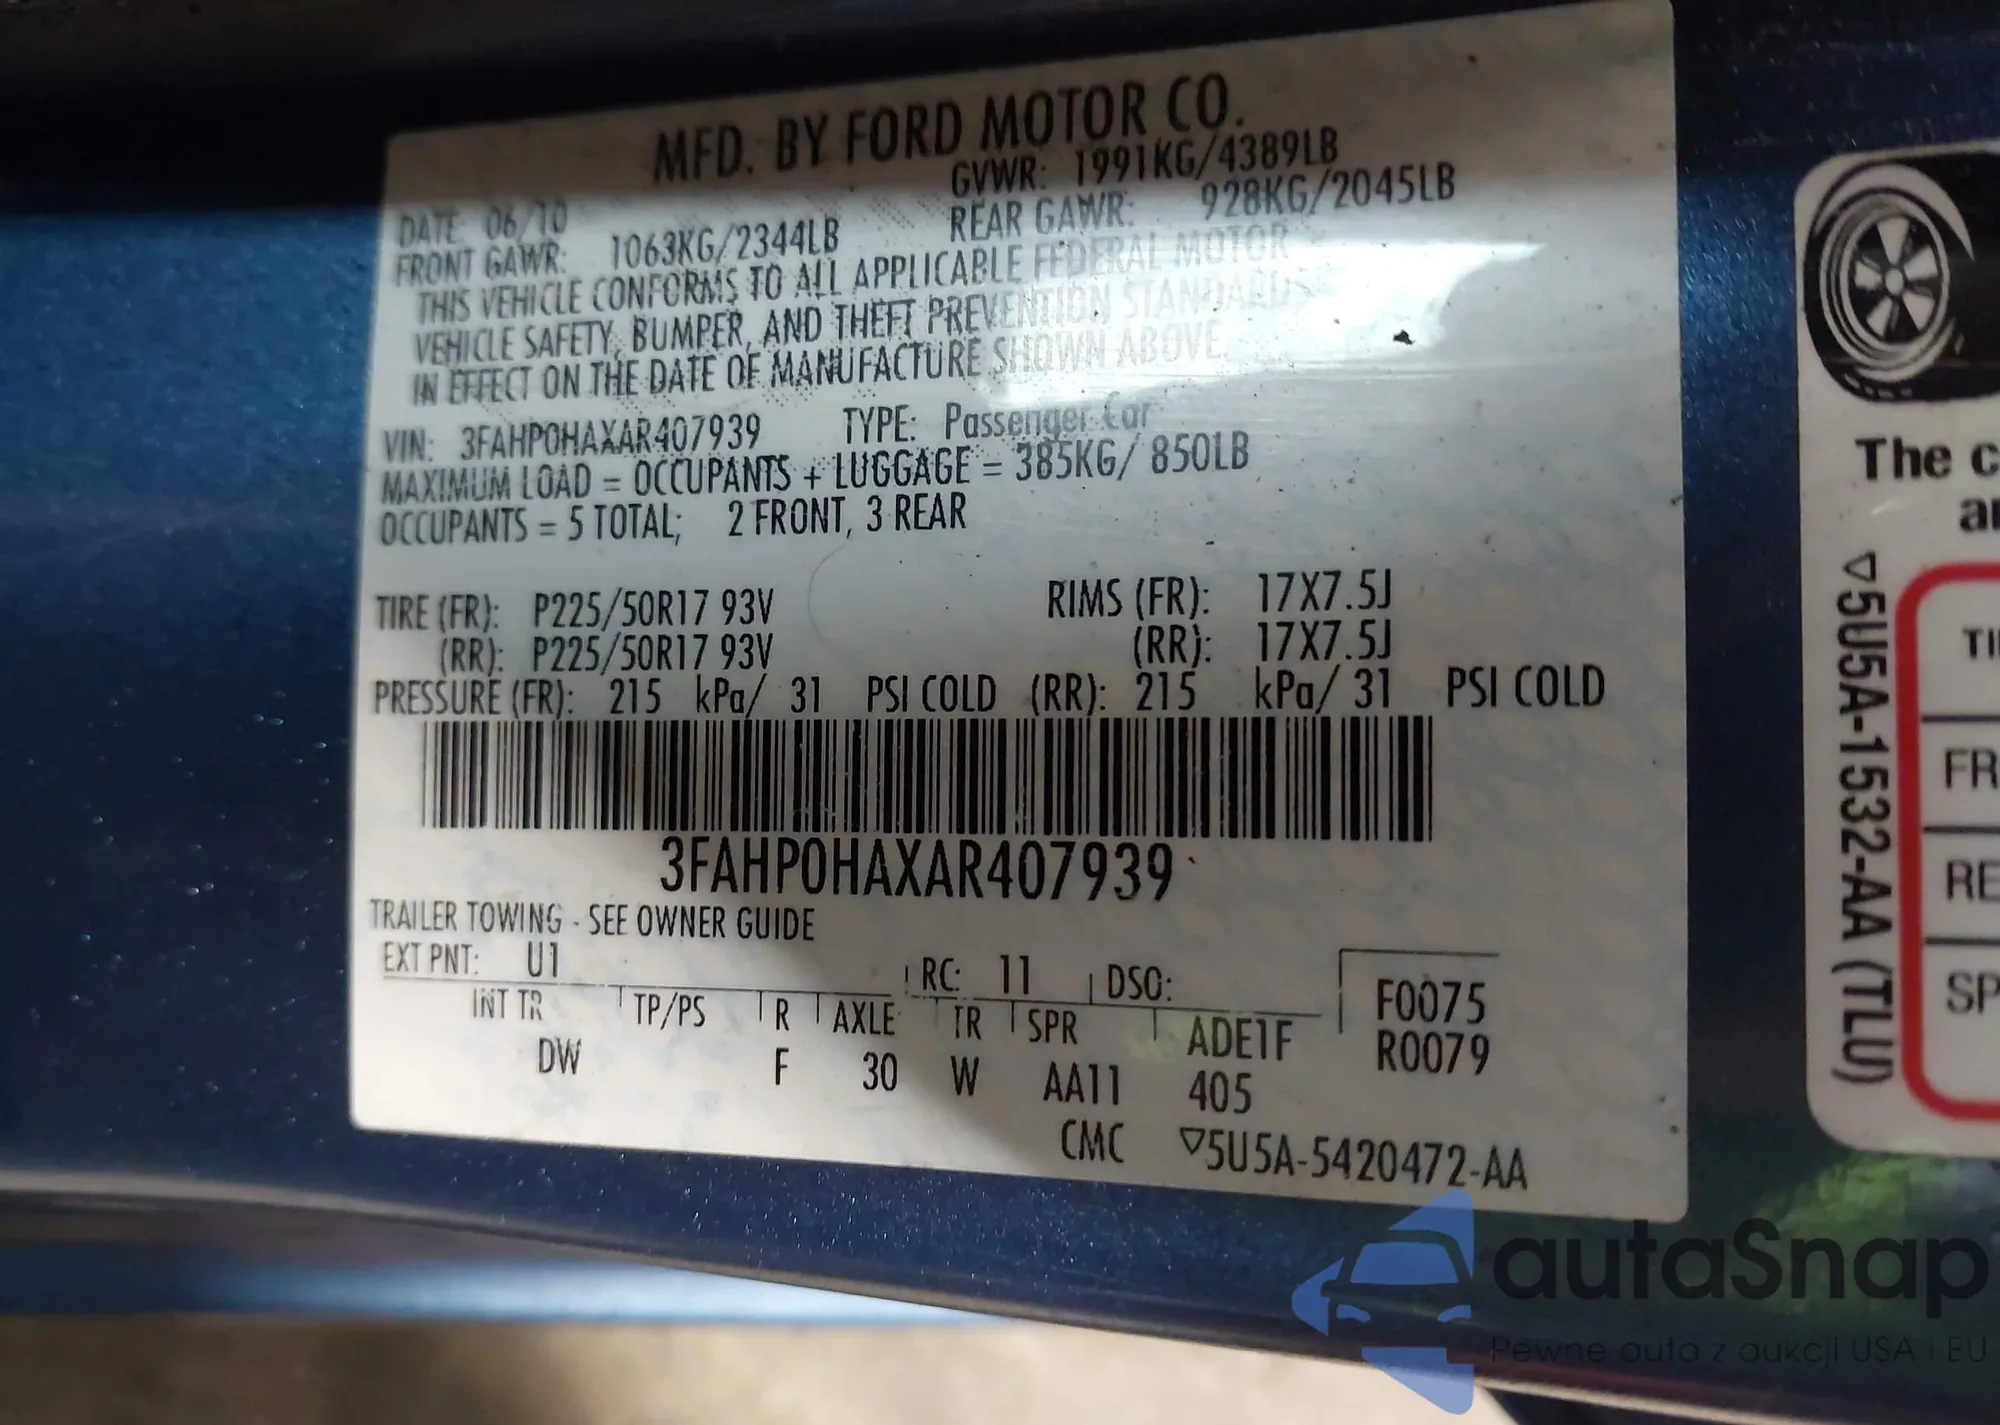 MFD. BY FORD MOTOR CO.
DATE: 06/10 GVWR: 1991KG/4389LB
FRONT GAWR: 1063KG/2344LB REAR GAWR: 928KG/2045LB
THIS VEHICLE CONFORMS TO ALL APPLICABLE FEDERAL MOTOR
VEHICLE SAFETY, BUMPER, AND THEFT PREVENTION STANDARDS
IN EFFECT ON THE DATE OF MANUFACTURE SHOWN ABOVE.
VIN: 3FAHP0HAXAR407939 TYPE: Passenger Car
MAXIMUM LOAD = OCCUPANTS + LUGGAGE = 385KG/ 850LB
OCCUPANTS = 5 TOTAL; 2 FRONT, 3 REAR
TIRE (FR): P225/50R17 93V RIMS (FR): 17X7.5J
(RR): P225/50R17 93V (RR): 17X7.5J
PRESSURE (FR): 215 kPa/ 31 PSI COLD (RR): 215 kPa/ 31 PSI COLD
3FAHP0HAXAR407939
TRAILER TOWING - SEE OWNER GUIDE
EXT PNT: U1 RC: 11 DSO: F0075
INT TR TP/PS R AXLE TR SPR ADE1F R0079
DW F 30 W AA11 405
CMC ▽5U5A-5420472-AA
The c
▽5U5A-1532-AA (TLU)
FR
RE
SP
autaSnap
Pewne auta z aukcji USA i EU